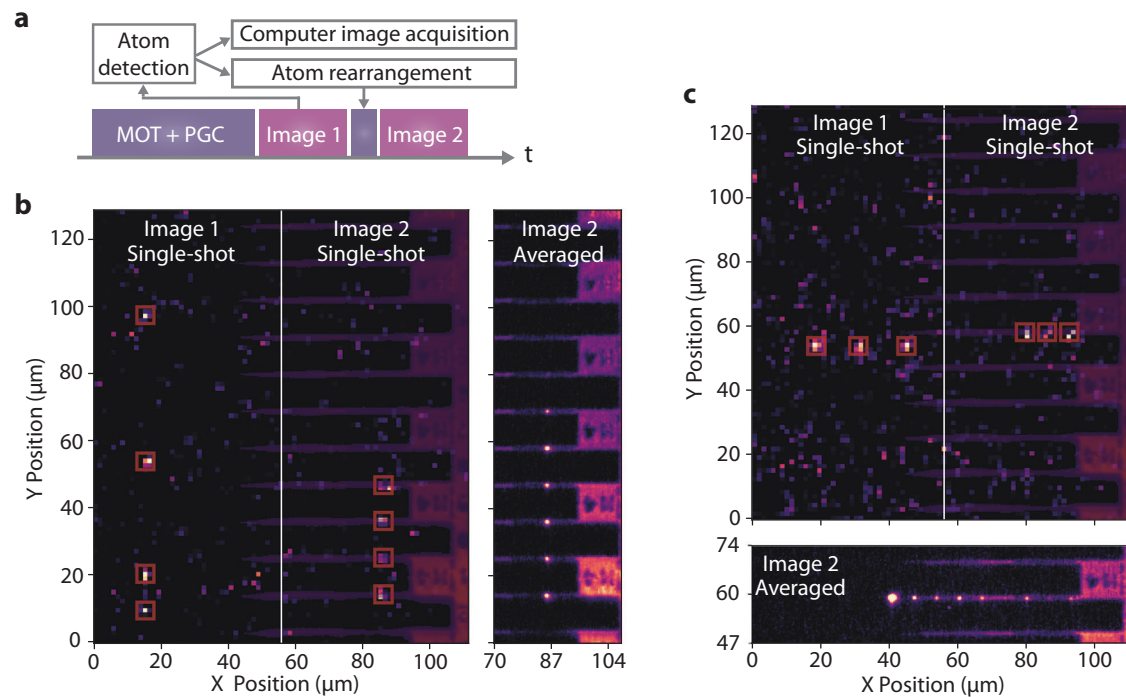 a
Atom
detection
Computer image acquisition
Atom rearrangement
MOT + PGC
Image 1
Image 2
t
b
Image 1
Single-shot
Image 2
Single-shot
Image 2
Averaged
120
100
80
60
40
20
0
Y Position (μm)
0
20
40
60
80
100
70
87
104
X Position (μm)
c
Image 1
Single-shot
Image 2
Single-shot
120
100
80
60
40
20
0
Y Position (μm)
Image 2
Averaged
74
60
47
0
20
40
60
80
100
X Position (μm)